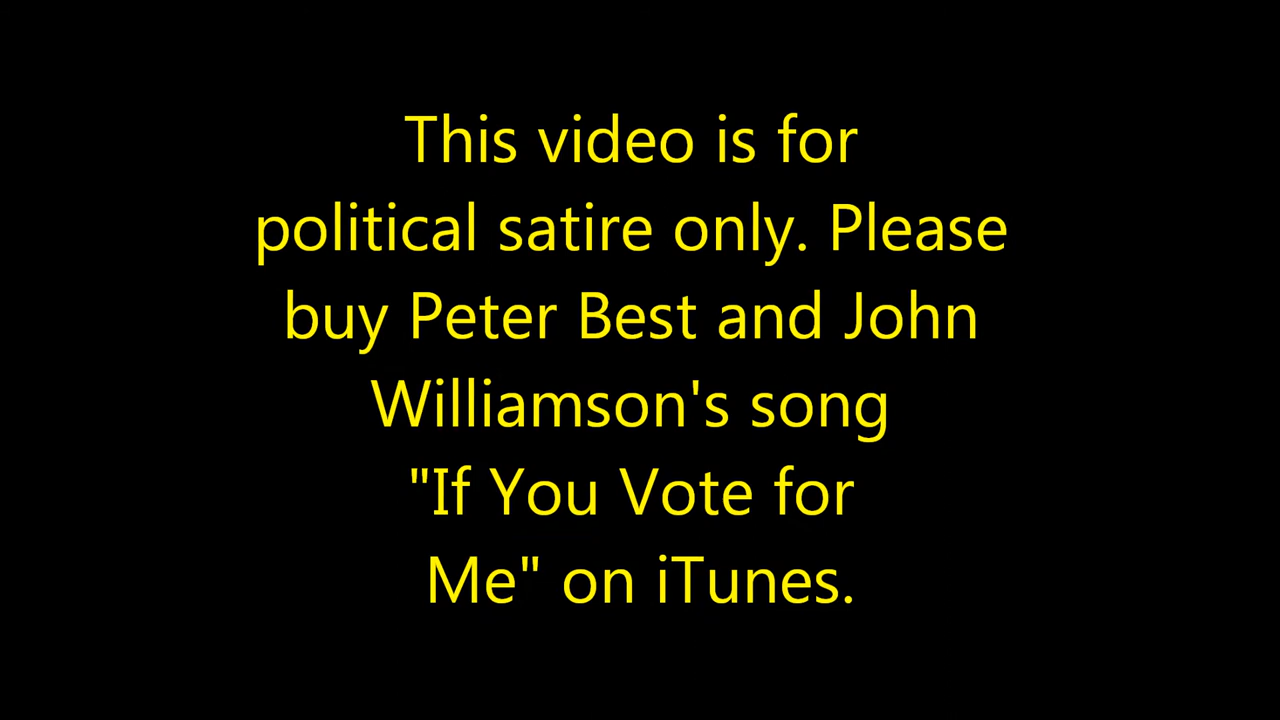 This video is for
political satire only. Please
buy Peter Best and John
Williamson's song
"If You Vote for
Me" on iTunes.